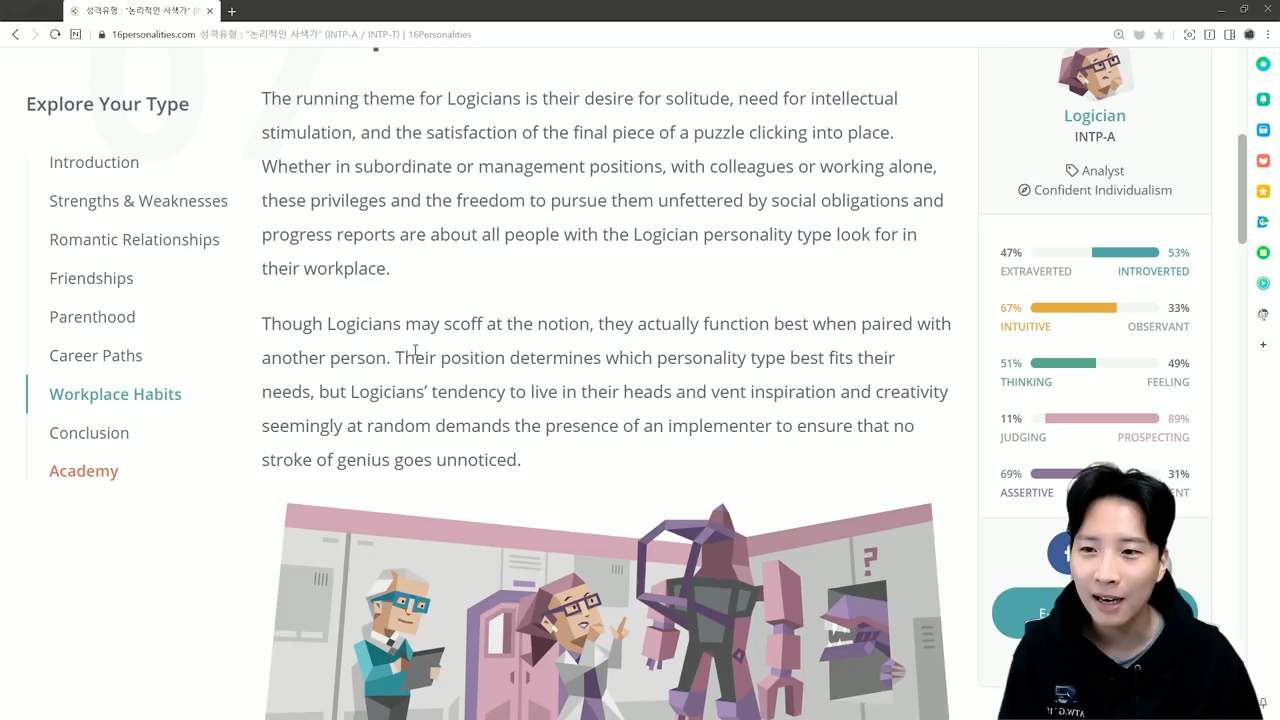 성격유형 : "논리적인 사색가" (I
16personalities.com 성격유형 : "논리적인 사색가" (INTP-A / INTP-T) | 16Personalities
Explore Your Type
Introduction
Strengths & Weaknesses
Romantic Relationships
Friendships
Parenthood
Career Paths
Workplace Habits
Conclusion
Academy
The running theme for Logicians is their desire for solitude, need for intellectual
stimulation, and the satisfaction of the final piece of a puzzle clicking into place.
Whether in subordinate or management positions, with colleagues or working alone,
these privileges and the freedom to pursue them unfettered by social obligations and
progress reports are about all people with the Logician personality type look for in
their workplace.
Though Logicians may scoff at the notion, they actually function best when paired with
another person. Their position determines which personality type best fits their
needs, but Logicians’ tendency to live in their heads and vent inspiration and creativity
seemingly at random demands the presence of an implementer to ensure that no
stroke of genius goes unnoticed.
?
Logician
INTP-A
Analyst
Confident Individualism
47% 53%
EXTRAVERTED INTROVERTED
67% 33%
INTUITIVE OBSERVANT
51% 49%
THINKING FEELING
11% 89%
JUDGING PROSPECTING
69% 31%
ASSERTIVE ENT
E-